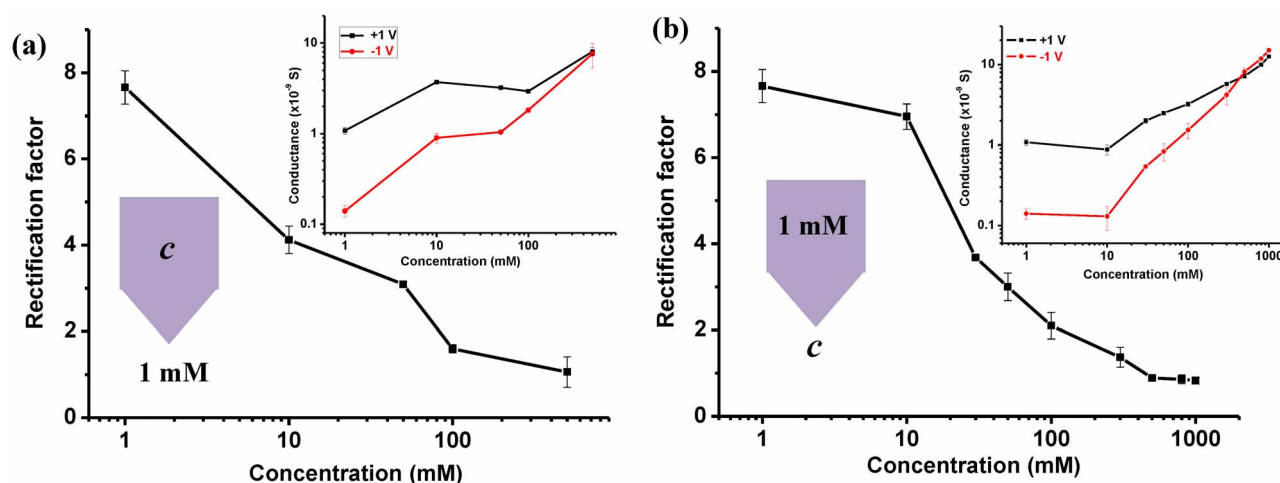 (a)
Rectification factor
8
6
4
2
0
1
10
100
Concentration (mM)
c
1 mM
+1 V
-1 V
Conductance (x10⁻⁹ S)
10
1
0.1
1
10
100
Concentration (mM)
(b)
Rectification factor
8
6
4
2
0
1
10
100
1000
Concentration (mM)
1 mM
c
+1 V
-1 V
Conductance (x10⁻⁹ S)
10
1
0.1
1
10
100
1000
Concentration (mM)